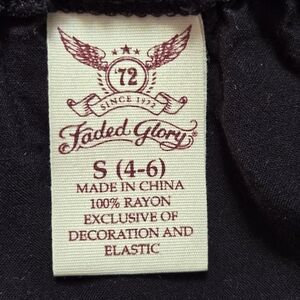 '72
SINCE 1972
Faded Glory®
S (4-6)
MADE IN CHINA
100% RAYON
EXCLUSIVE OF
DECORATION AND
ELASTIC